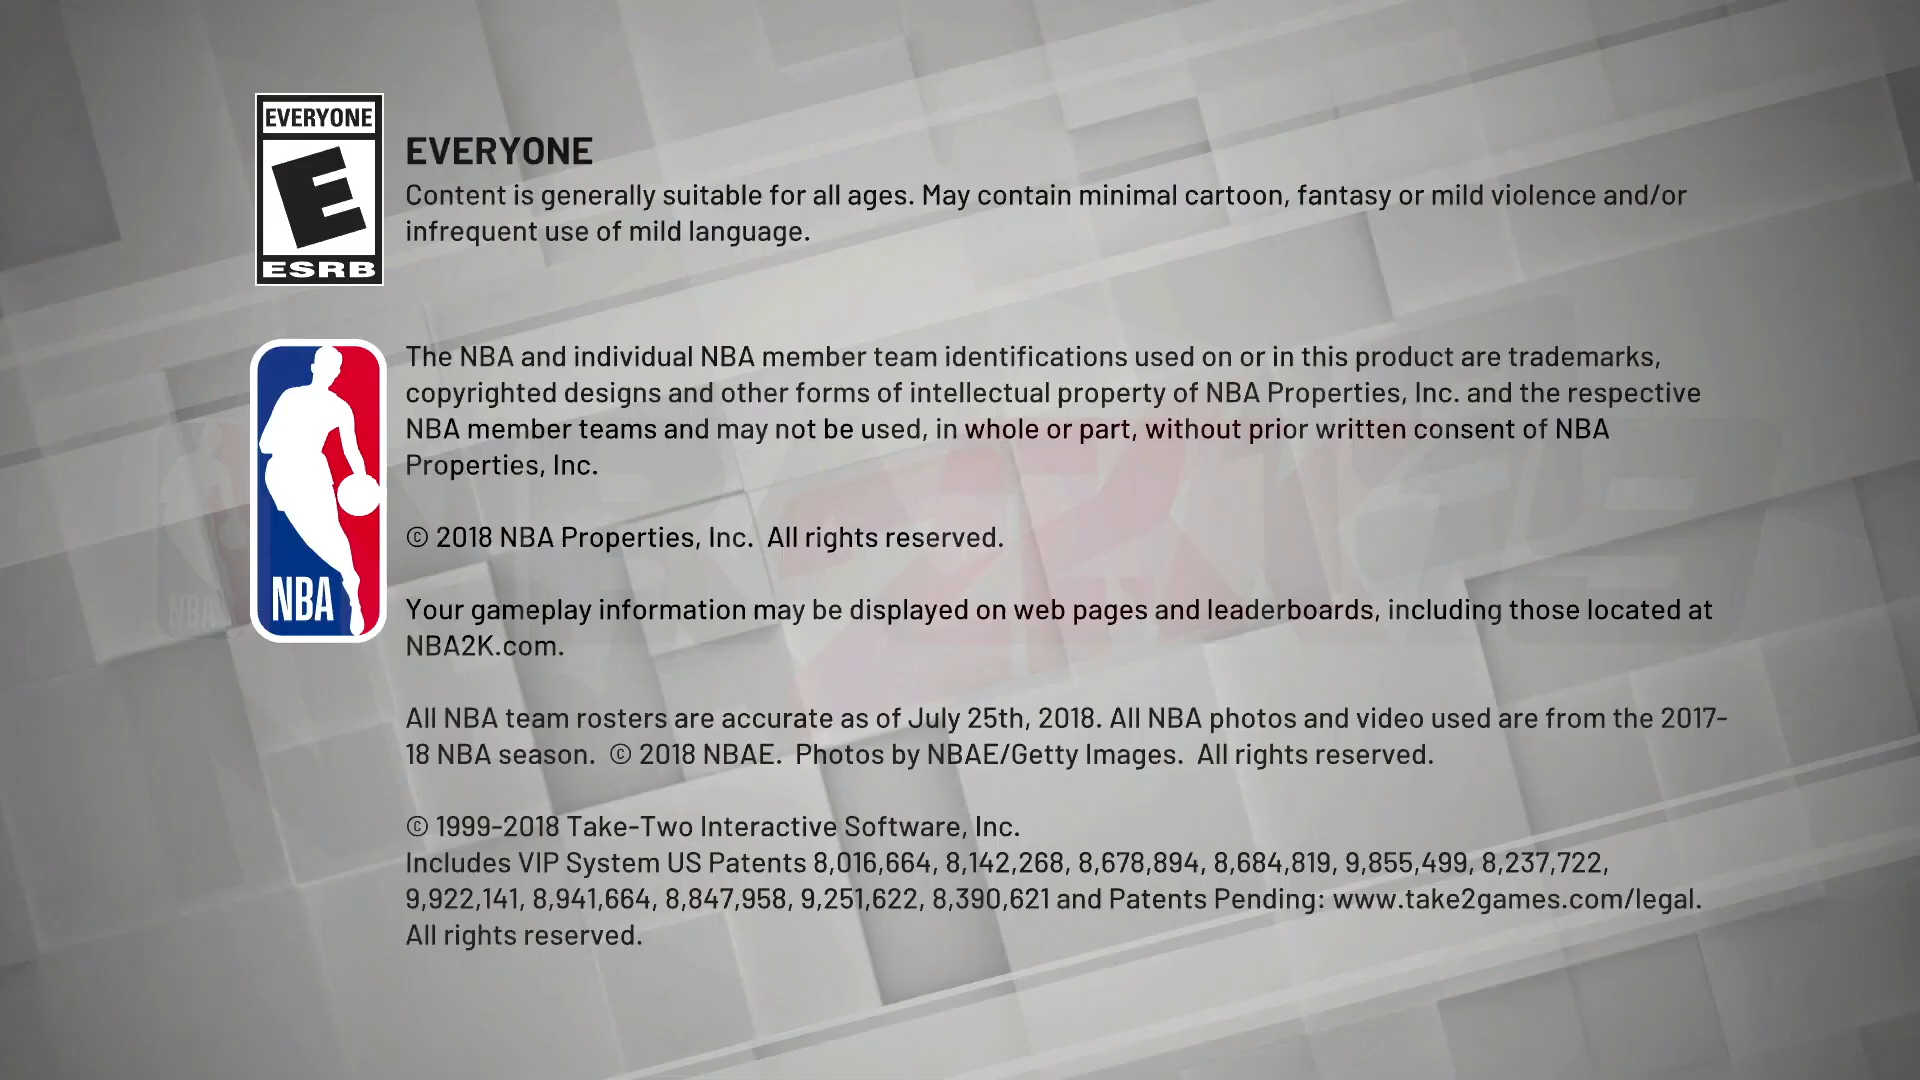 EVERYONE
ESRB
EVERYONE
Content is generally suitable for all ages. May contain minimal cartoon, fantasy or mild violence and/or
infrequent use of mild language.
NBA
The NBA and individual NBA member team identifications used on or in this product are trademarks,
copyrighted designs and other forms of intellectual property of NBA Properties, Inc. and the respective
NBA member teams and may not be used, in whole or part, without prior written consent of NBA
Properties, Inc.
© 2018 NBA Properties, Inc.  All rights reserved.
Your gameplay information may be displayed on web pages and leaderboards, including those located at
NBA2K.com.
All NBA team rosters are accurate as of July 25th, 2018. All NBA photos and video used are from the 2017-
18 NBA season.  © 2018 NBAE.  Photos by NBAE/Getty Images.  All rights reserved.
© 1999-2018 Take-Two Interactive Software, Inc.
Includes VIP System US Patents 8,016,664, 8,142,268, 8,678,894, 8,684,819, 9,855,499, 8,237,722,
9,922,141, 8,941,664, 8,847,958, 9,251,622, 8,390,621 and Patents Pending: www.take2games.com/legal.
All rights reserved.